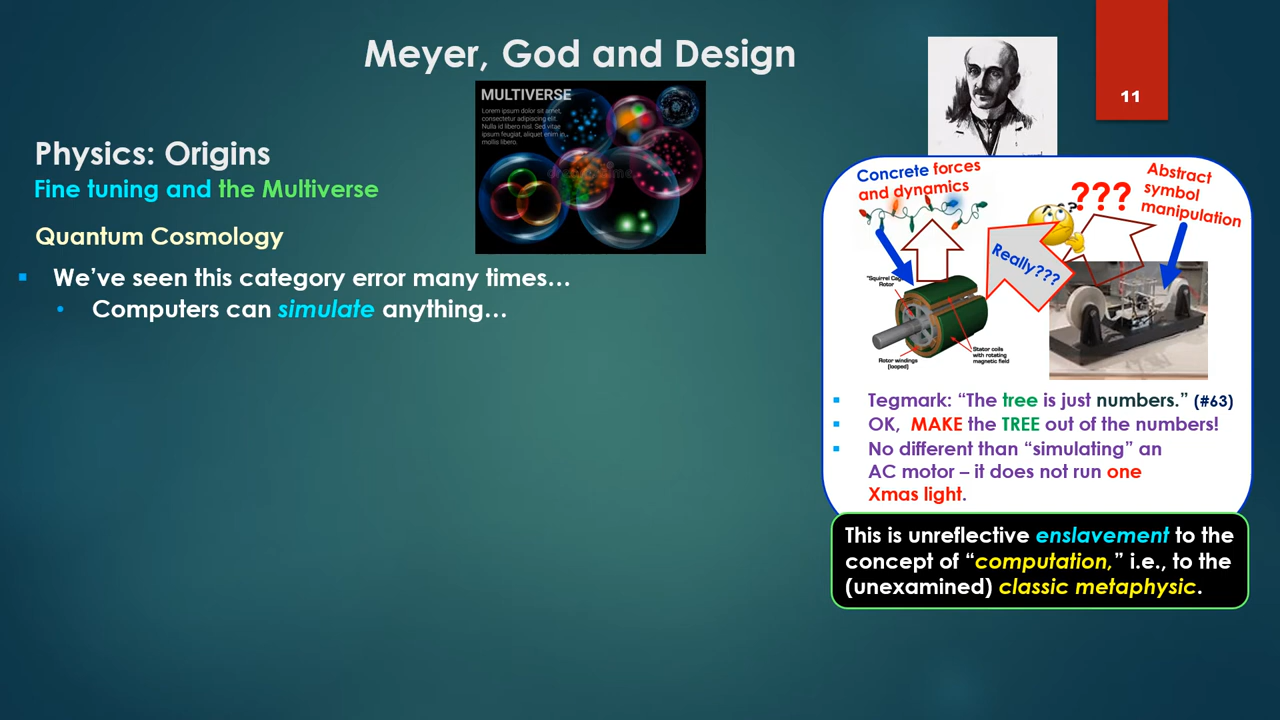 Meyer, God and Design
11
MULTIVERSE
Lorem ipsum dolor sit amet,
consectetur adipiscing elit.
Nulla id libero nisl. Sed vitae
ipsum feugiat, aliquet enim in,
mollis libero.
Physics: Origins
Fine tuning and the Multiverse
Quantum Cosmology
We’ve seen this category error many times…
Computers can simulate anything…
Concrete forces
and dynamics
???
??
Abstract
symbol
manipulation
Really???
"Squirrel
Rotor
Rotor windings
(looped)
Stator coils
with rotating
magnetic field
Tegmark: “The tree is just numbers.” (#63)
OK, MAKE the TREE out of the numbers!
No different than “simulating” an
AC motor – it does not run one
Xmas light.
This is unreflective enslavement to the
concept of “computation,” i.e., to the
(unexamined) classic metaphysic.